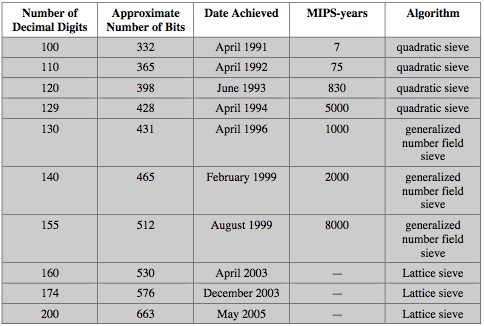 Number of Decimal Digits	Approximate Number of Bits	Date Achieved	MIPS-years	Algorithm
100	332	April 1991	7	quadratic sieve
110	365	April 1992	75	quadratic sieve
120	398	June 1993	830	quadratic sieve
129	428	April 1994	5000	quadratic sieve
130	431	April 1996	1000	generalized number field sieve
140	465	February 1999	2000	generalized number field sieve
155	512	August 1999	8000	generalized number field sieve
160	530	April 2003	—	Lattice sieve
174	576	December 2003	—	Lattice sieve
200	663	May 2005	—	Lattice sieve